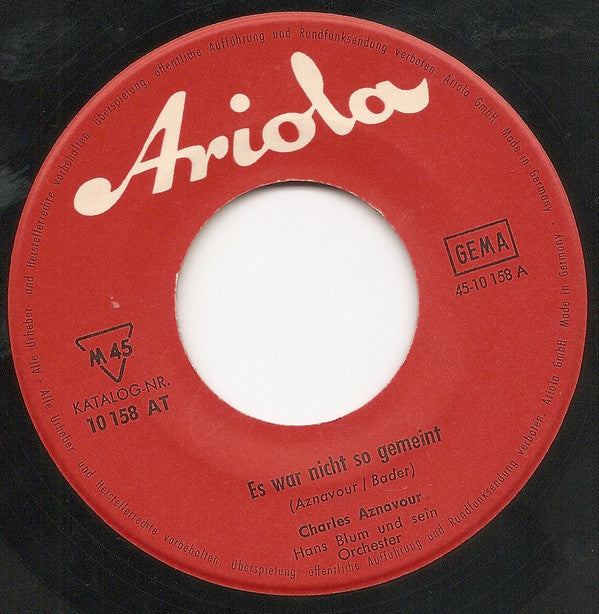 Ariola
GEMA
45-10 158 A
M 45
KATALOG-NR.
10 158 AT
Es war nicht so gemeint
(Aznavour / Bader)
Charles Aznavour
Hans Blum und sein
Orchester
· Alle Urheber- und Herstellerrechte vorbehalten. Überspielung, öffentliche Aufführung und Rundfunksendung verboten. Ariola GmbH. Made in Germany
· Alle Urheber- und Herstellerrechte vorbehalten. Überspielung, öffentliche Aufführung und Rundfunksendung verboten. Ariola GmbH · Made in Germany